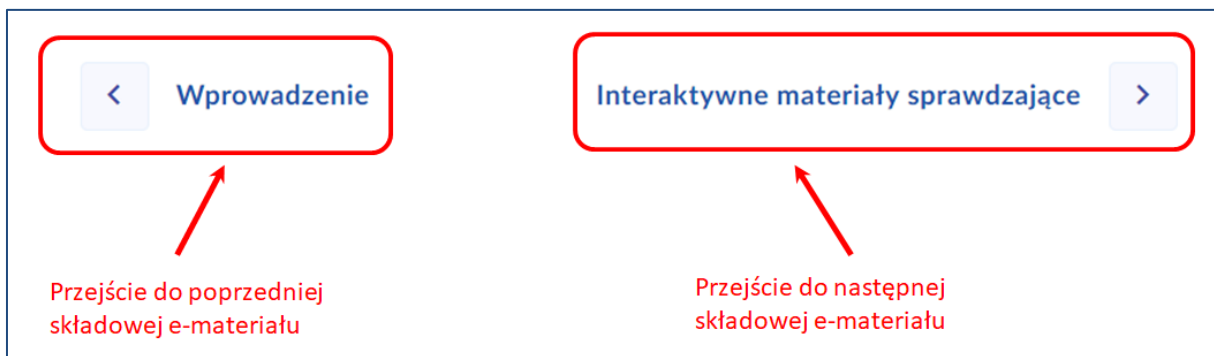 Wprowadzenie
Interaktywne materiały sprawdzające
Przejście do poprzedniej
składowej e-materiału
Przejście do następnej
składowej e-materiału